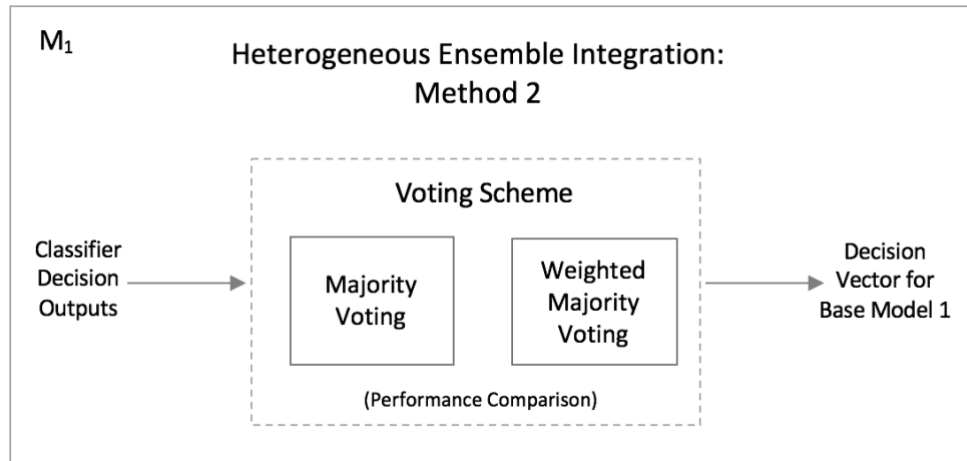 M₁
Heterogeneous Ensemble Integration:
Method 2
Voting Scheme
Classifier
Decision
Outputs
Majority
Voting
Weighted
Majority
Voting
Decision
Vector for
Base Model 1
(Performance Comparison)